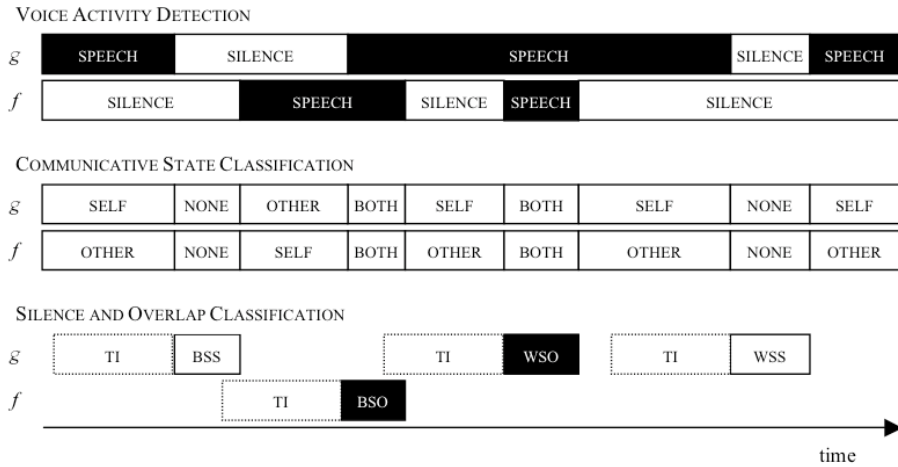 VOICE ACTIVITY DETECTION
g SPEECH SILENCE SPEECH SILENCE SPEECH
f SILENCE SPEECH SILENCE SPEECH SILENCE
COMMUNICATIVE STATE CLASSIFICATION
g SELF NONE OTHER BOTH SELF BOTH SELF NONE SELF
f OTHER NONE SELF BOTH OTHER BOTH OTHER NONE OTHER
SILENCE AND OVERLAP CLASSIFICATION
g TI BSS TI WSO TI WSS
f TI BSO
time